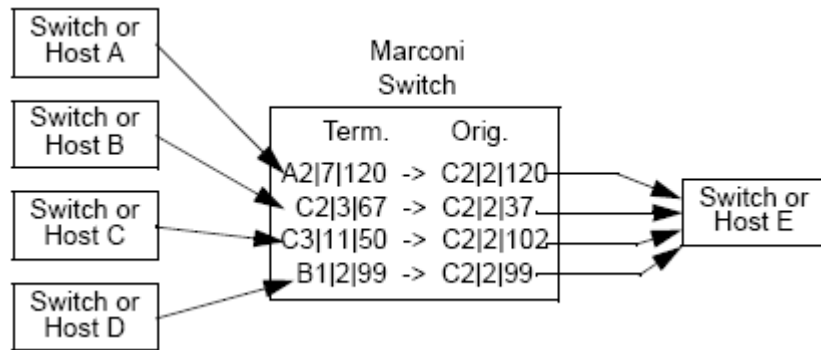 Switch or
Host A
Switch or
Host B
Switch or
Host C
Switch or
Host D
Marconi
Switch
Term. Orig.
A2|7|120 -> C2|2|120
C2|3|67 -> C2|2|37
C3|11|50 -> C2|2|102
B1|2|99 -> C2|2|99
Switch or
Host E